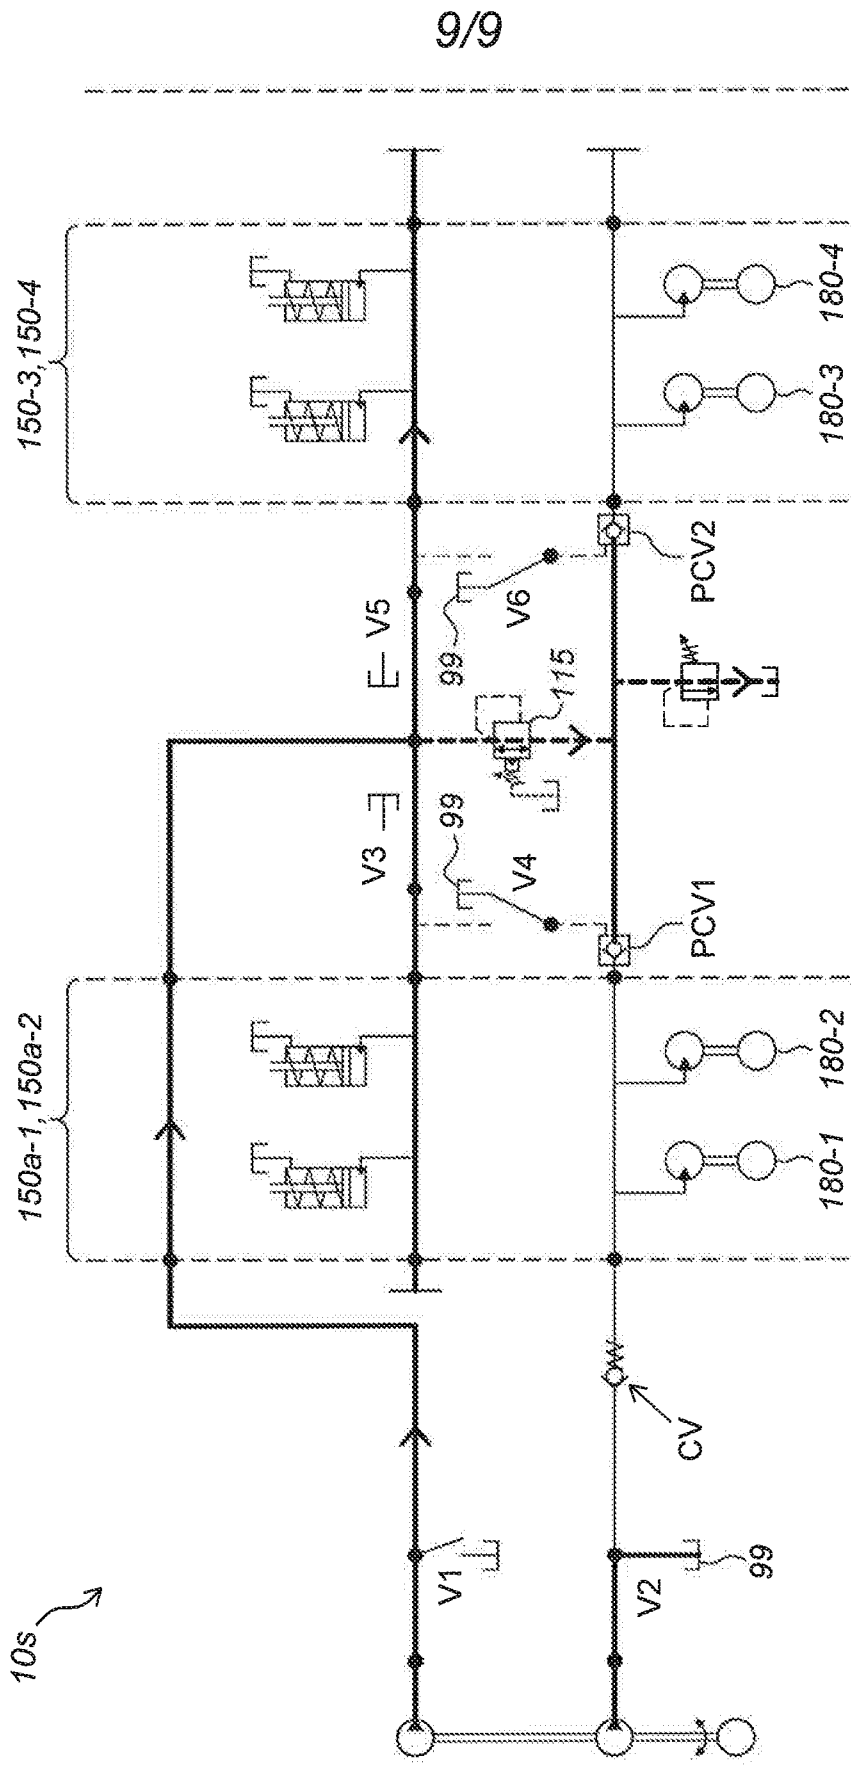 9/9
10s
150a-1, 150a-2
150-3, 150-4
V1
V2
99
CV
V3
99
V4
PCV1
115
V5
99
V6
PCV2
180-1
180-2
180-3
180-4